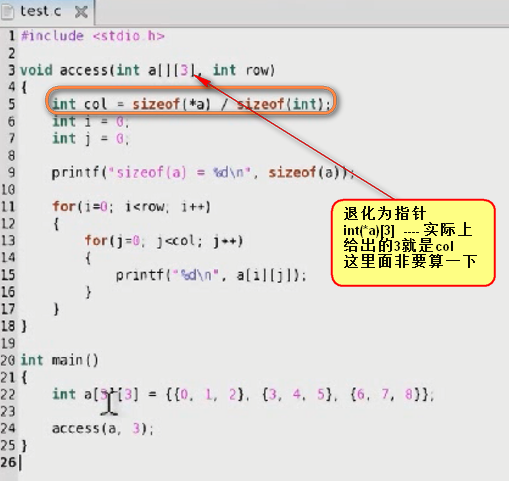 test.c
1 #include <stdio.h>
2
3 void access(int a[][3], int row)
4 {
5     int col = sizeof(*a) / sizeof(int);
6     int i = 0;
7     int j = 0;
8
9     printf("sizeof(a) = %d\n", sizeof(a));
10
11     for(i=0; i<row; i++)
12     {
13         for(j=0; j<col; j++)
14         {
15             printf("%d\n", a[i][j]);
16         }
17     }
18 }
19
20 int main()
21 {
22     int a[3][3] = {{0, 1, 2}, {3, 4, 5}, {6, 7, 8}};
23
24     access(a, 3);
25 }
26
退化为指针
int(*a)[3] ---- 实际上
给出的3就是col
这里面非要算一下